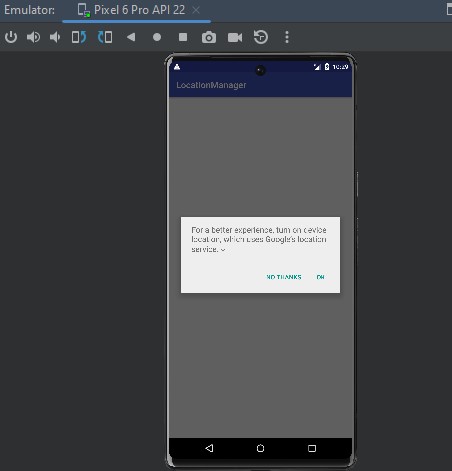 Emulator: Pixel 6 Pro API 22
10:29
LocationManager
For a better experience, turn on device
location, which uses Google's location
service.
NO THANKS OK